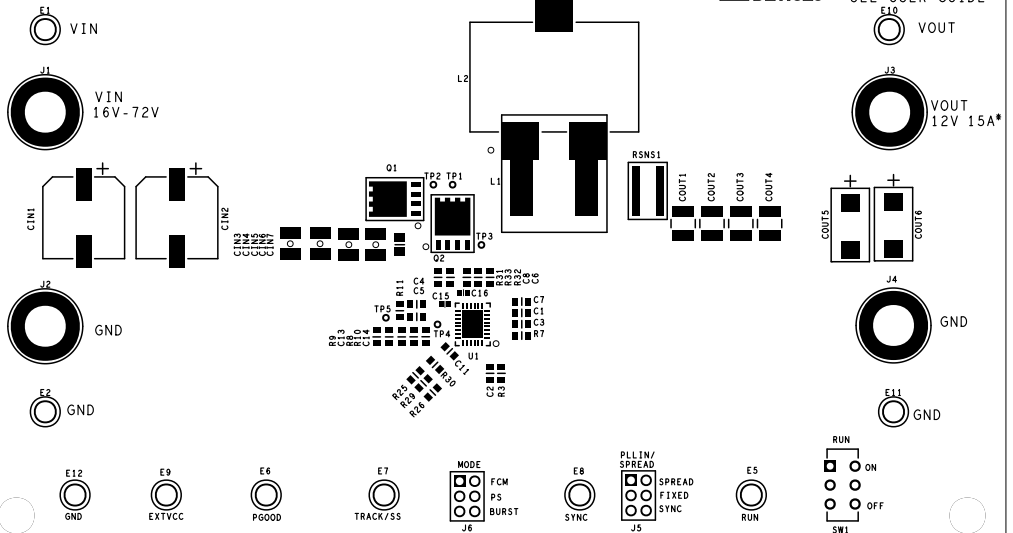 SEE USER GUIDE
E1
VIN
E10
VOUT
J1
VIN
16V-72V
L2
J3
VOUT
12V 15A*
RSNS1
Q1
TP2 TP1
L1
COUT1
COUT2
COUT3
COUT4
CIN1
CIN2
COUT5
COUT6
CIN3
CIN4
CIN5
CIN6
CIN7
TP3
Q2
R31
R33
R32
C8
C6
J2
GND
R11
C4
C5
C15
C16
C7
C1
C3
R7
TP5
TP4
J4
GND
R9
C13
R8
R10
C14
U1
C11
R30
R25
R29
R26
C2
R3
E2
GND
E11
GND
E12
GND
E9
EXTVCC
E6
PGOOD
E7
TRACK/SS
MODE
FCM
PS
BURST
J6
E8
SYNC
PLLIN/
SPREAD
SPREAD
FIXED
SYNC
J5
E5
RUN
RUN
ON
OFF
SW1